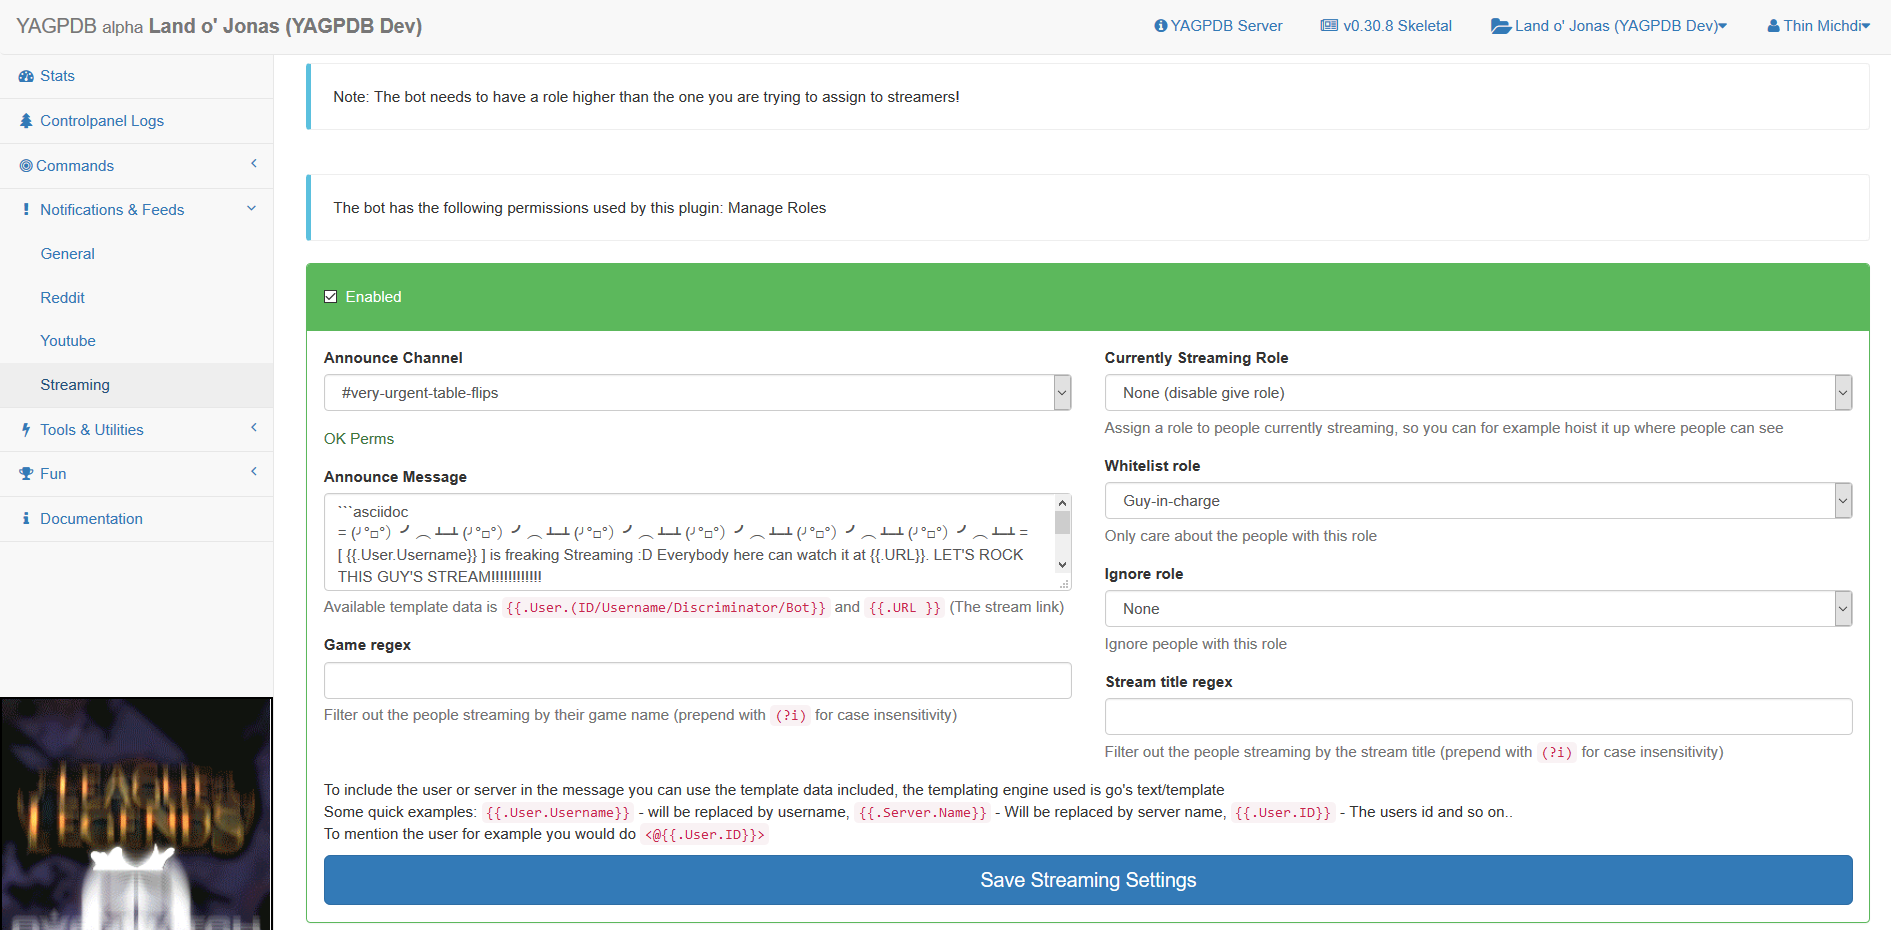 YAGPDB alpha Land o' Jonas (YAGPDB Dev)
YAGPDB Server
v0.30.8 Skeletal
Land o' Jonas (YAGPDB Dev)
Thin Michdi
Stats
Controlpanel Logs
Commands
Notifications & Feeds
General
Reddit
Youtube
Streaming
Tools & Utilities
Fun
Documentation
LEAGUE
LEGENDS
Note: The bot needs to have a role higher than the one you are trying to assign to streamers!
The bot has the following permissions used by this plugin: Manage Roles
Enabled
Announce Channel
#very-urgent-table-flips
OK Perms
Announce Message
```asciidoc
= (╯°□°）╯︵ ┻━┻ (╯°□°）╯︵ ┻━┻ (╯°□°）╯︵ ┻━┻ (╯°□°）╯︵ ┻━┻ (╯°□°）╯︵ ┻━┻ (╯°□°）╯︵ ┻━┻ =
[ {{.User.Username}} ] is freaking Streaming :D Everybody here can watch it at {{.URL}}. LET'S ROCK
THIS GUY'S STREAM!!!!!!!!!!!!
Available template data is {{.User.(ID/Username/Discriminator/Bot}} and {{.URL }} (The stream link)
Game regex
Filter out the people streaming by their game name (prepend with (?i) for case insensitivity)
Currently Streaming Role
None (disable give role)
Assign a role to people currently streaming, so you can for example hoist it up where people can see
Whitelist role
Guy-in-charge
Only care about the people with this role
Ignore role
None
Ignore people with this role
Stream title regex
Filter out the people streaming by the stream title (prepend with (?i) for case insensitivity)
To include the user or server in the message you can use the template data included, the templating engine used is go's text/template
Some quick examples: {{.User.Username}} - will be replaced by username, {{.Server.Name}} - Will be replaced by server name, {{.User.ID}} - The users id and so on..
To mention the user for example you would do <@{{.User.ID}}>
Save Streaming Settings